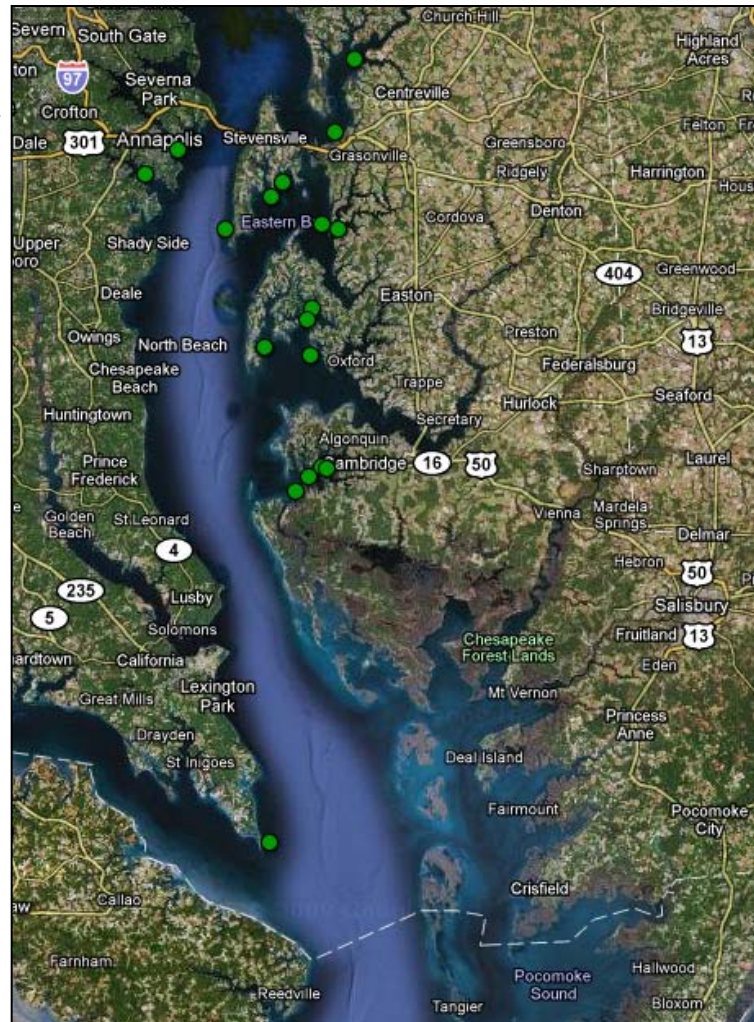 Severn
South Gate
Church Hill
Highland
Acres
ton
97
Severna
Park
Centreville
Crofton
Felton
Dale
301
Annapolis
Stevensville
Grasonville
Greensboro
Ridgely
Harrington
Hous
Denton
Cordova
Eastern B
Upper
oro
Shady Side
404
Greenwood
Deale
Easton
Bridgeville
Owings
North Beach
Preston
13
Chesapeake
Beach
Oxford
Federalsburg
Trappe
Huntingtown
Hurlock
Seaford
Secretary
Algonquin
Prince
Frederick
Cambridge
16
50
Laurel
Sharptown
Golden
Beach
St Leonard
Vienna
Mardela
Springs
Delmar
4
Hebron
50
235
Lusby
Salisbury
5
Solomons
Fruitland
13
ardtown
California
Chesapeake
Forest Lands
Eden
Great Mills
Lexington
Park
Mt Vernon
Princess
Anne
Drayden
St Inigoes
Deal Island
Fairmount
Pocomoke
City
Crisfield
Callao
Farnham
Hallwood
Reedville
Pocomoke
Sound
Tangier
Bloxom